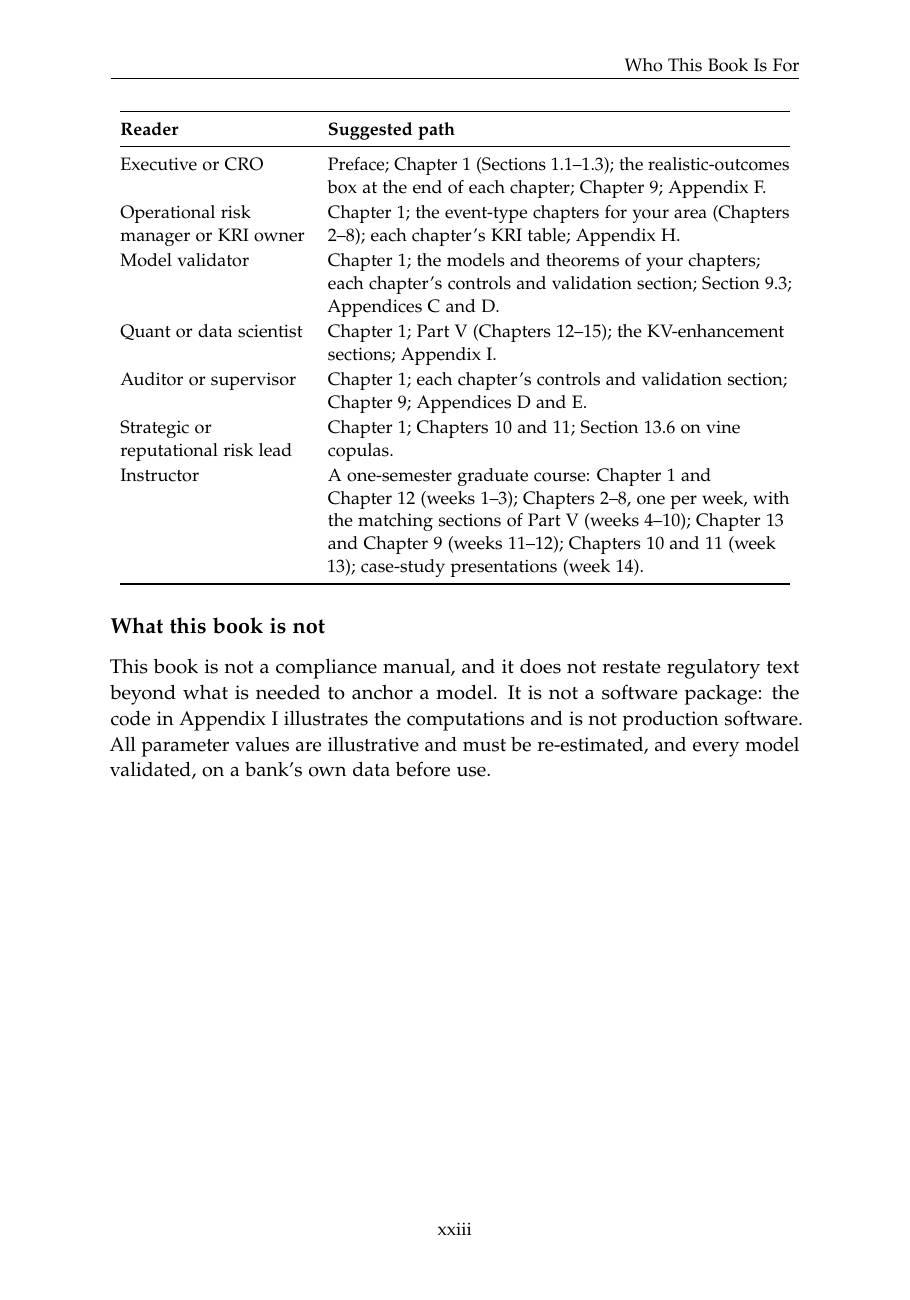 Who This Book Is For
Reader Suggested path
Executive or CRO Preface; Chapter 1 (Sections 1.1–1.3); the realistic-outcomes
box at the end of each chapter; Chapter 9; Appendix F.
Operational risk Chapter 1; the event-type chapters for your area (Chapters
manager or KRI owner 2–8); each chapter’s KRI table; Appendix H.
Model validator Chapter 1; the models and theorems of your chapters;
each chapter’s controls and validation section; Section 9.3;
Appendices C and D.
Quant or data scientist Chapter 1; Part V (Chapters 12–15); the KV-enhancement
sections; Appendix I.
Auditor or supervisor Chapter 1; each chapter’s controls and validation section;
Chapter 9; Appendices D and E.
Strategic or Chapter 1; Chapters 10 and 11; Section 13.6 on vine
reputational risk lead copulas.
Instructor A one-semester graduate course: Chapter 1 and
Chapter 12 (weeks 1–3); Chapters 2–8, one per week, with
the matching sections of Part V (weeks 4–10); Chapter 13
and Chapter 9 (weeks 11–12); Chapters 10 and 11 (week
13); case-study presentations (week 14).
What this book is not
This book is not a compliance manual, and it does not restate regulatory text
beyond what is needed to anchor a model. It is not a software package: the
code in Appendix I illustrates the computations and is not production software.
All parameter values are illustrative and must be re-estimated, and every model
validated, on a bank’s own data before use.
xxiii